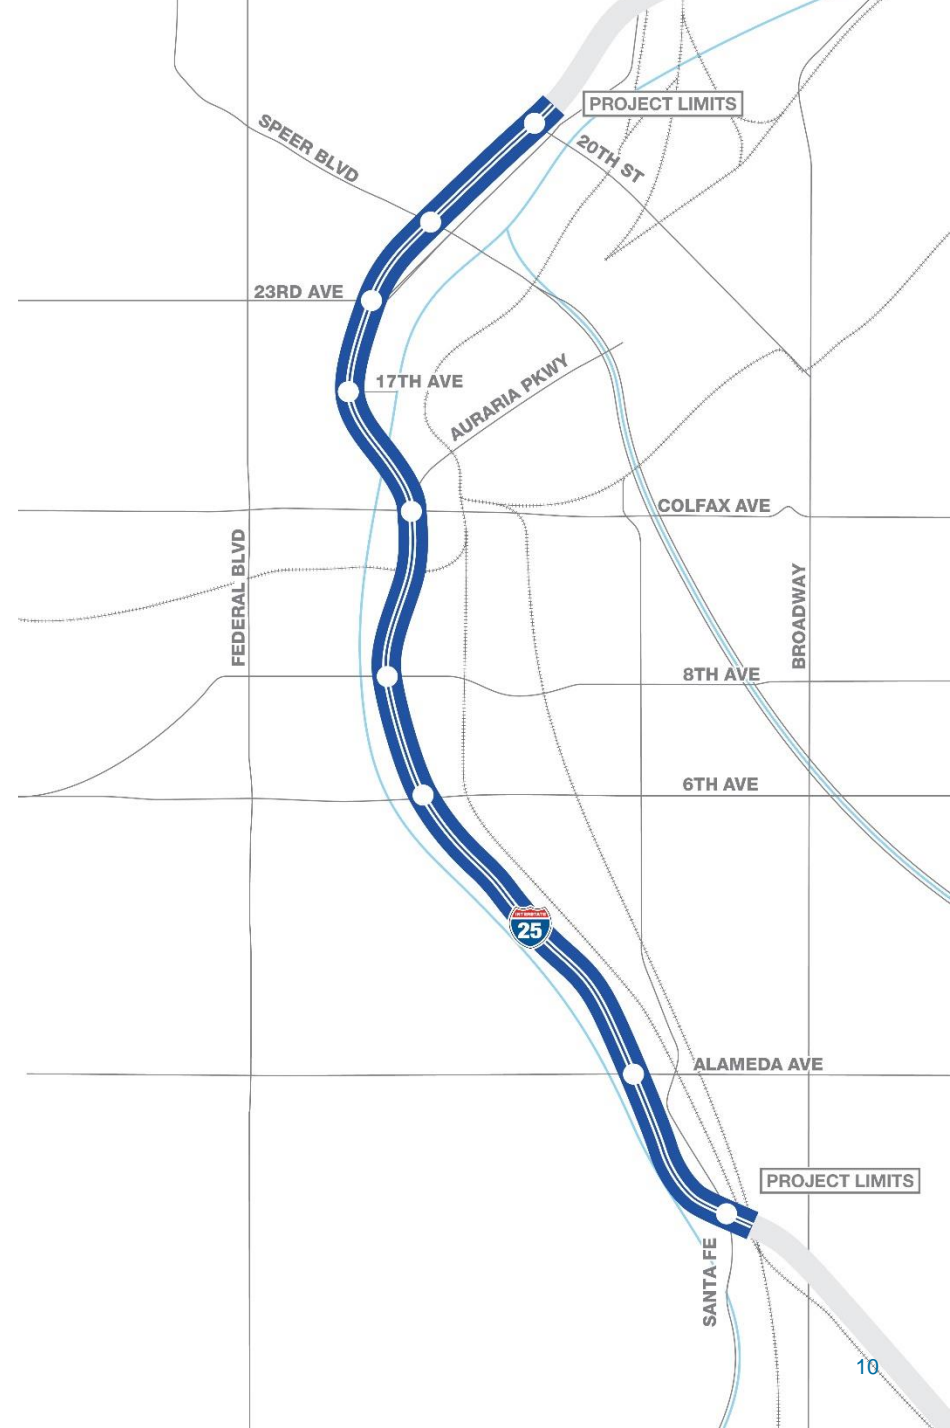 PROJECT LIMITS
SPEER BLVD
20TH ST
23RD AVE
17TH AVE
AURARIA PKWY
COLFAX AVE
FEDERAL BLVD
BROADWAY
8TH AVE
6TH AVE
INTERSTATE
25
ALAMEDA AVE
PROJECT LIMITS
SANTA FE
10